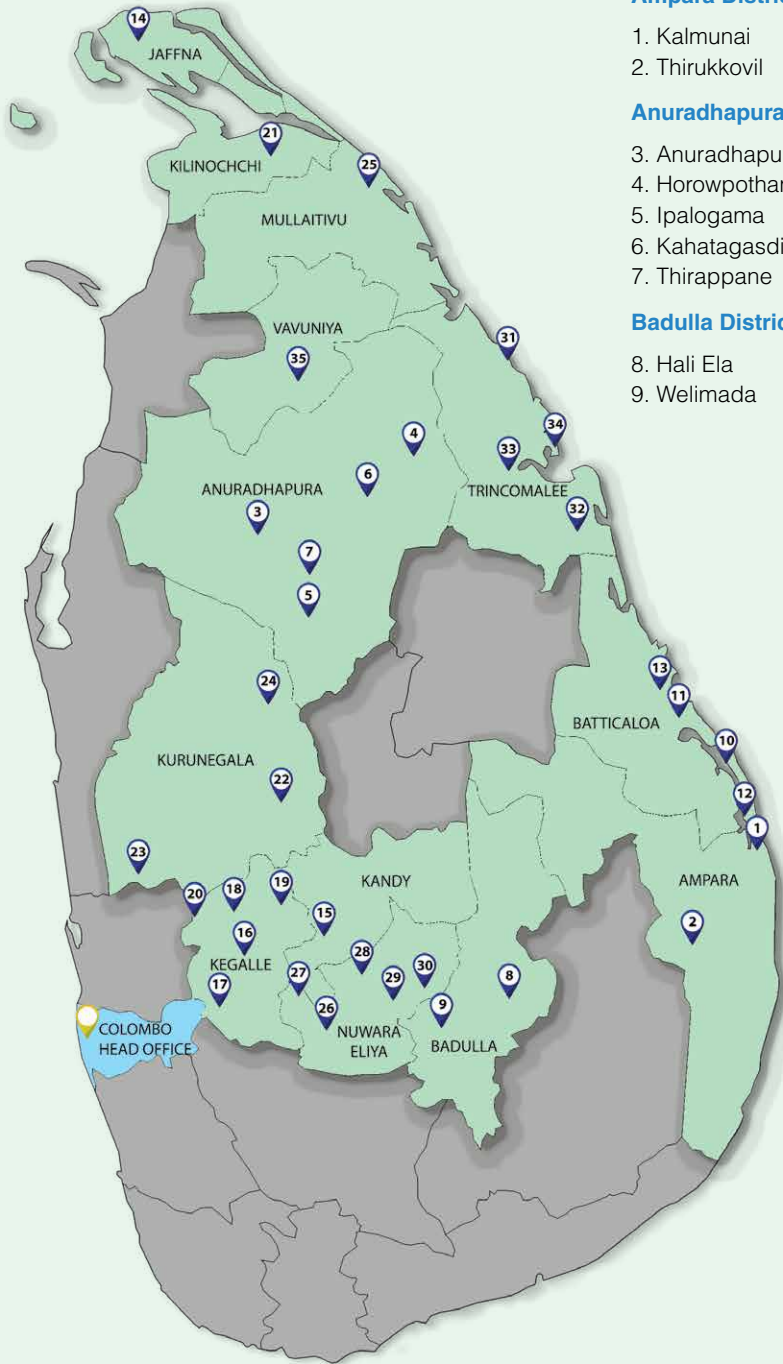 14
JAFFNA
21
KILINOCHCHI
25
MULLAITIVU
VAVUNIYA
35
31
4
34
33
6
ANURADHAPURA
TRINCOMALEE
3
32
7
5
13
24
11
BATTICALOA
10
KURUNEGALA
22
12
1
23
19
KANDY
AMPARA
18
20
15
2
16
28
KEGALLE
27
30
17
29
8
26
9
NUWARA
ELIYA
BADULLA
COLOMBO
HEAD OFFICE
1. Kalmunai
2. Thirukkovil
Anuradhapura
3. Anuradhapu
4. Horowpothan
5. Ipalogama
6. Kahatagasdi
7. Thirappane
Badulla Distric
8. Hali Ela
9. Welimada